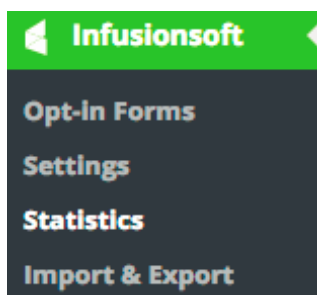 Infusionsoft
Opt-in Forms
Settings
Statistics
Import & Export